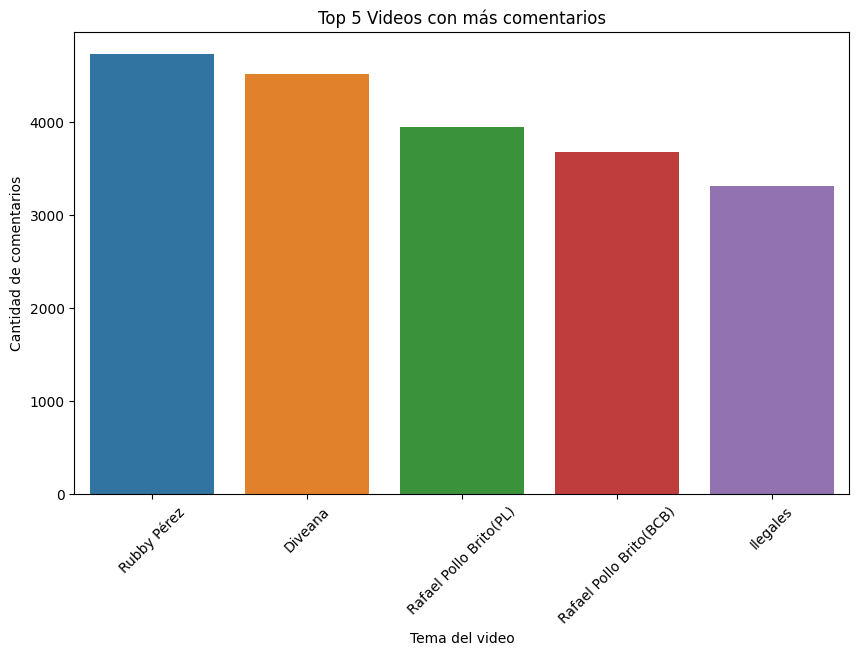 Top 5 Videos con más comentarios
Cantidad de comentarios
4000
3000
2000
1000
0
Rubby Pérez
Diveana
Rafael Pollo Brito(PL)
Rafael Pollo Brito(BCB)
Ilegales
Tema del video